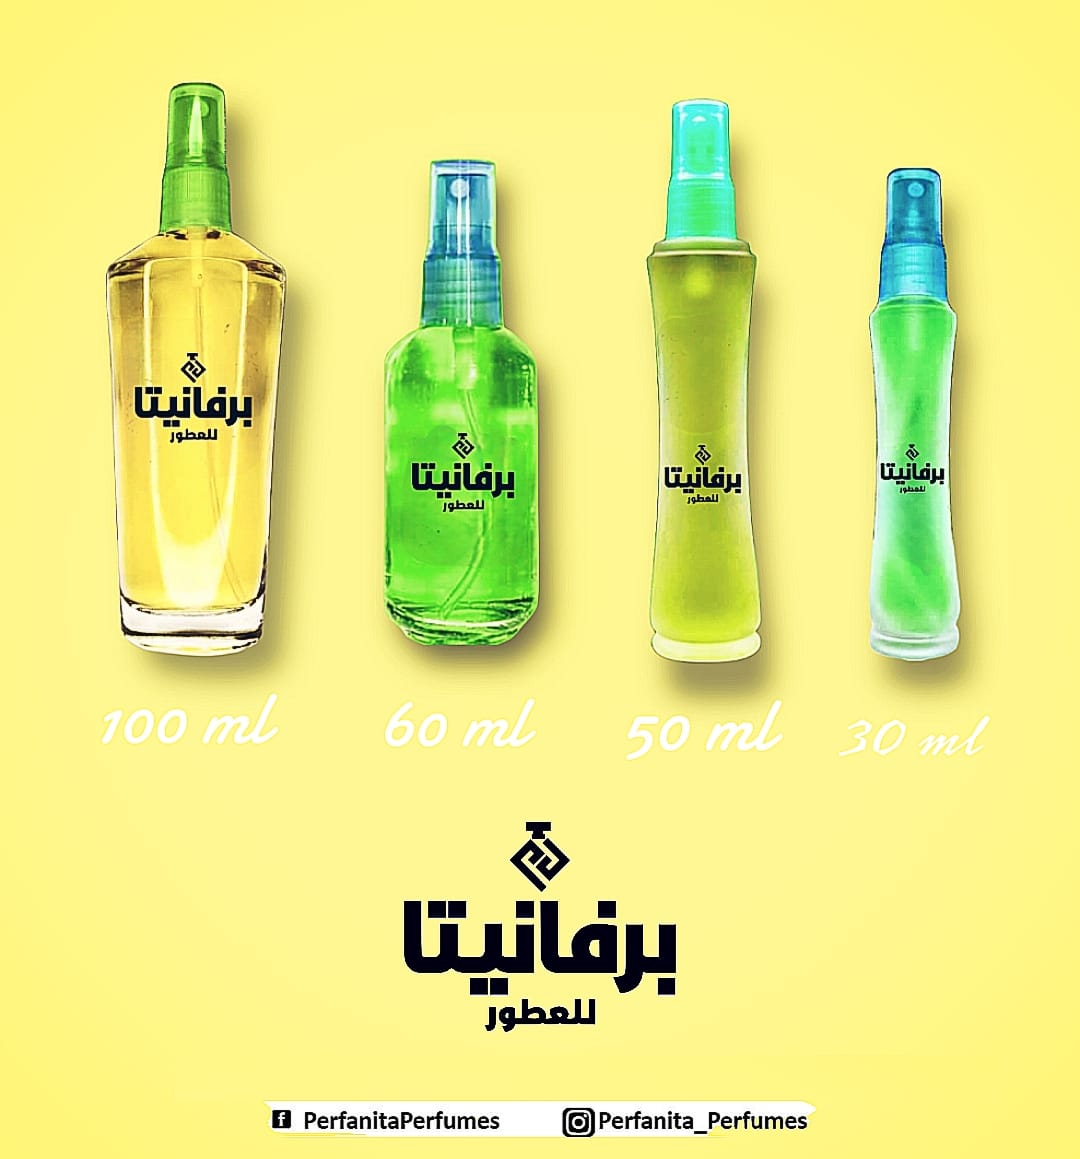 برفانيتا
للعطور
برفانيتا
للعطور
برفانيتا
للعطور
برفانيتا
للعطور
100 ml
60 ml
50 ml
30 ml
برفانيتا
للعطور
PerfanitaPerfumes
Perfanita_Perfumes